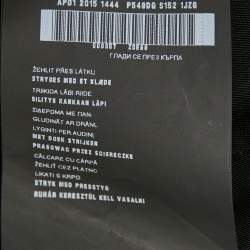 APD1 2015 1444 P549DG S152 1JZG
ГЛАДИ СЕ ПРЕЗ КЪРПА
ŽEHLIT PŘES LÁTKU
STRYGES MED ET KLÆDE
TRIIKIDA LÄBI RIIDE
SILITYS KANKAAN LÄPI
ΣΙΔΕΡΩΜΑ ΜΕ ΠΑΝΙ
GLUDINĀT AR DRĀNU
LYGINTI PER AUDINĮ
MET DOEK STRIJKEN
PRASOWAĆ PRZEZ ŚCIERECZKĘ
CĂLCARE CU CÂRPĂ
ŽEHLIŤ CEZ PLÁTNO
LIKATI S KRPO
STRYK MED PRESSTYG
RUHÁN KERESZTÜL KELL VASALNI